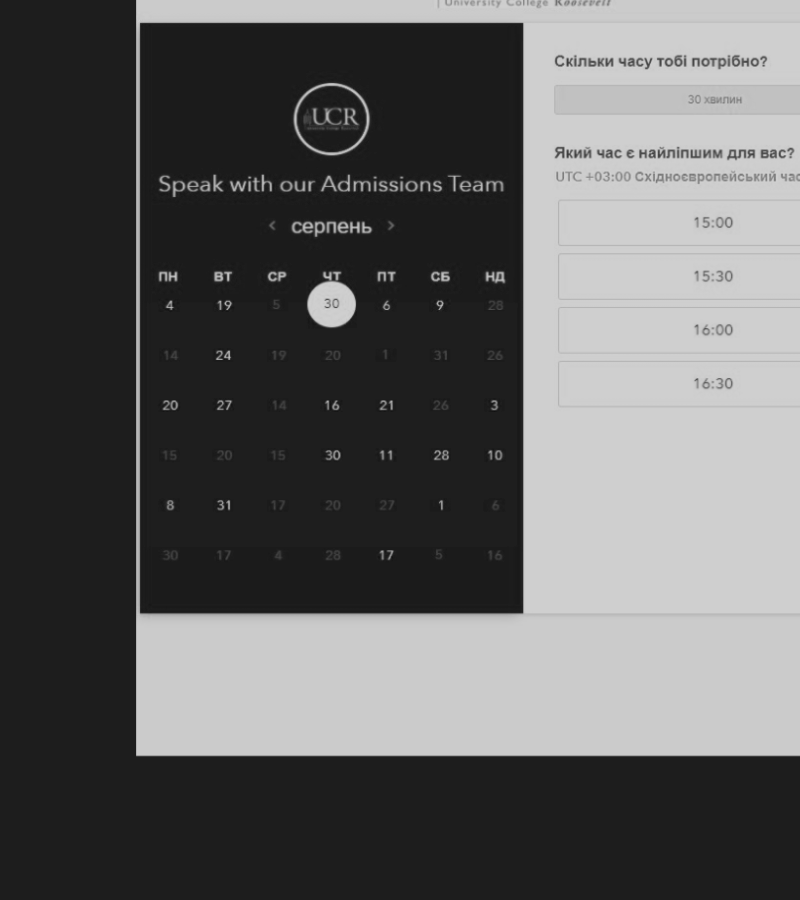 | University College Roosevelt
UCR
Speak with our Admissions Team
< серпень >
ПН ВТ СР ЧТ ПТ СБ НД
4 19 5 30 6 9 28
14 24 19 20 1 31 26
20 27 14 16 21 26 3
15 20 15 30 11 28 10
8 31 17 20 27 1 6
30 17 4 28 17 5 16
Скільки часу тобі потрібно?
30 хвилин
Який час є найліпшим для вас?
UTC +03:00 Східноєвропейський час
15:00
15:30
16:00
16:30